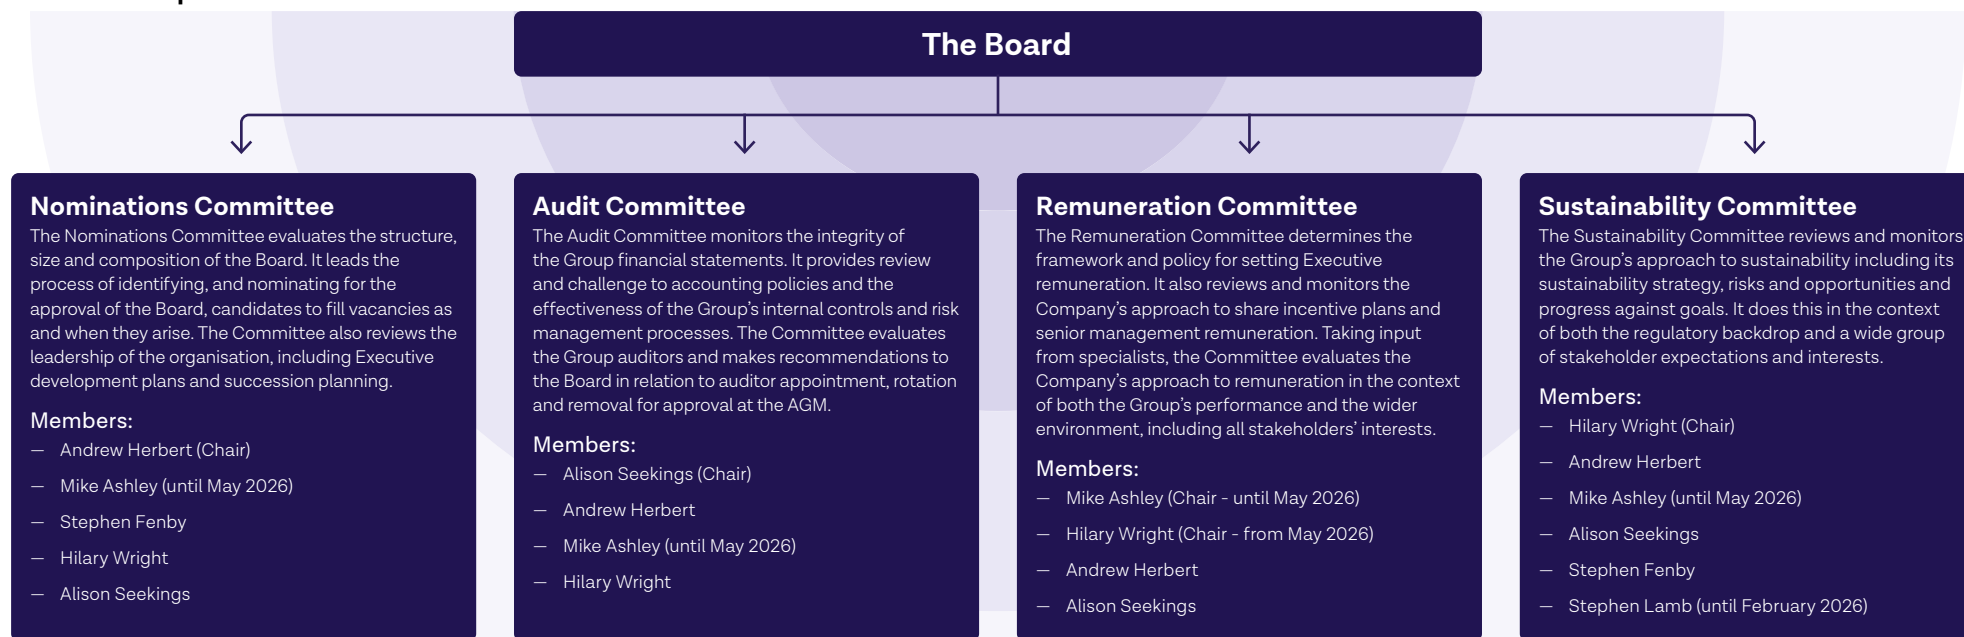 The Board
Nominations Committee
The Nominations Committee evaluates the structure,
size and composition of the Board. It leads the
process of identifying, and nominating for the
approval of the Board, candidates to fill vacancies as
and when they arise. The Committee also reviews the
leadership of the organisation, including Executive
development plans and succession planning.
Members:
— Andrew Herbert (Chair)
— Mike Ashley (until May 2026)
— Stephen Fenby
— Hilary Wright
— Alison Seekings
Audit Committee
The Audit Committee monitors the integrity of
the Group financial statements. It provides review
and challenge to accounting policies and the
effectiveness of the Group’s internal controls and risk
management processes. The Committee evaluates
the Group auditors and makes recommendations to
the Board in relation to auditor appointment, rotation
and removal for approval at the AGM.
Members:
— Alison Seekings (Chair)
— Andrew Herbert
— Mike Ashley (until May 2026)
— Hilary Wright
Remuneration Committee
The Remuneration Committee determines the
framework and policy for setting Executive
remuneration. It also reviews and monitors the
Company’s approach to share incentive plans and
senior management remuneration. Taking input
from specialists, the Committee evaluates the
Company’s approach to remuneration in the context
of both the Group’s performance and the wider
environment, including all stakeholders’ interests.
Members:
— Mike Ashley (Chair - until May 2026)
— Hilary Wright (Chair - from May 2026)
— Andrew Herbert
— Alison Seekings
Sustainability Committee
The Sustainability Committee reviews and monitors
the Group’s approach to sustainability including its
sustainability strategy, risks and opportunities and
progress against goals. It does this in the context
of both the regulatory backdrop and a wide group
of stakeholder expectations and interests.
Members:
— Hilary Wright (Chair)
— Andrew Herbert
— Mike Ashley (until May 2026)
— Alison Seekings
— Stephen Fenby
— Stephen Lamb (until February 2026)